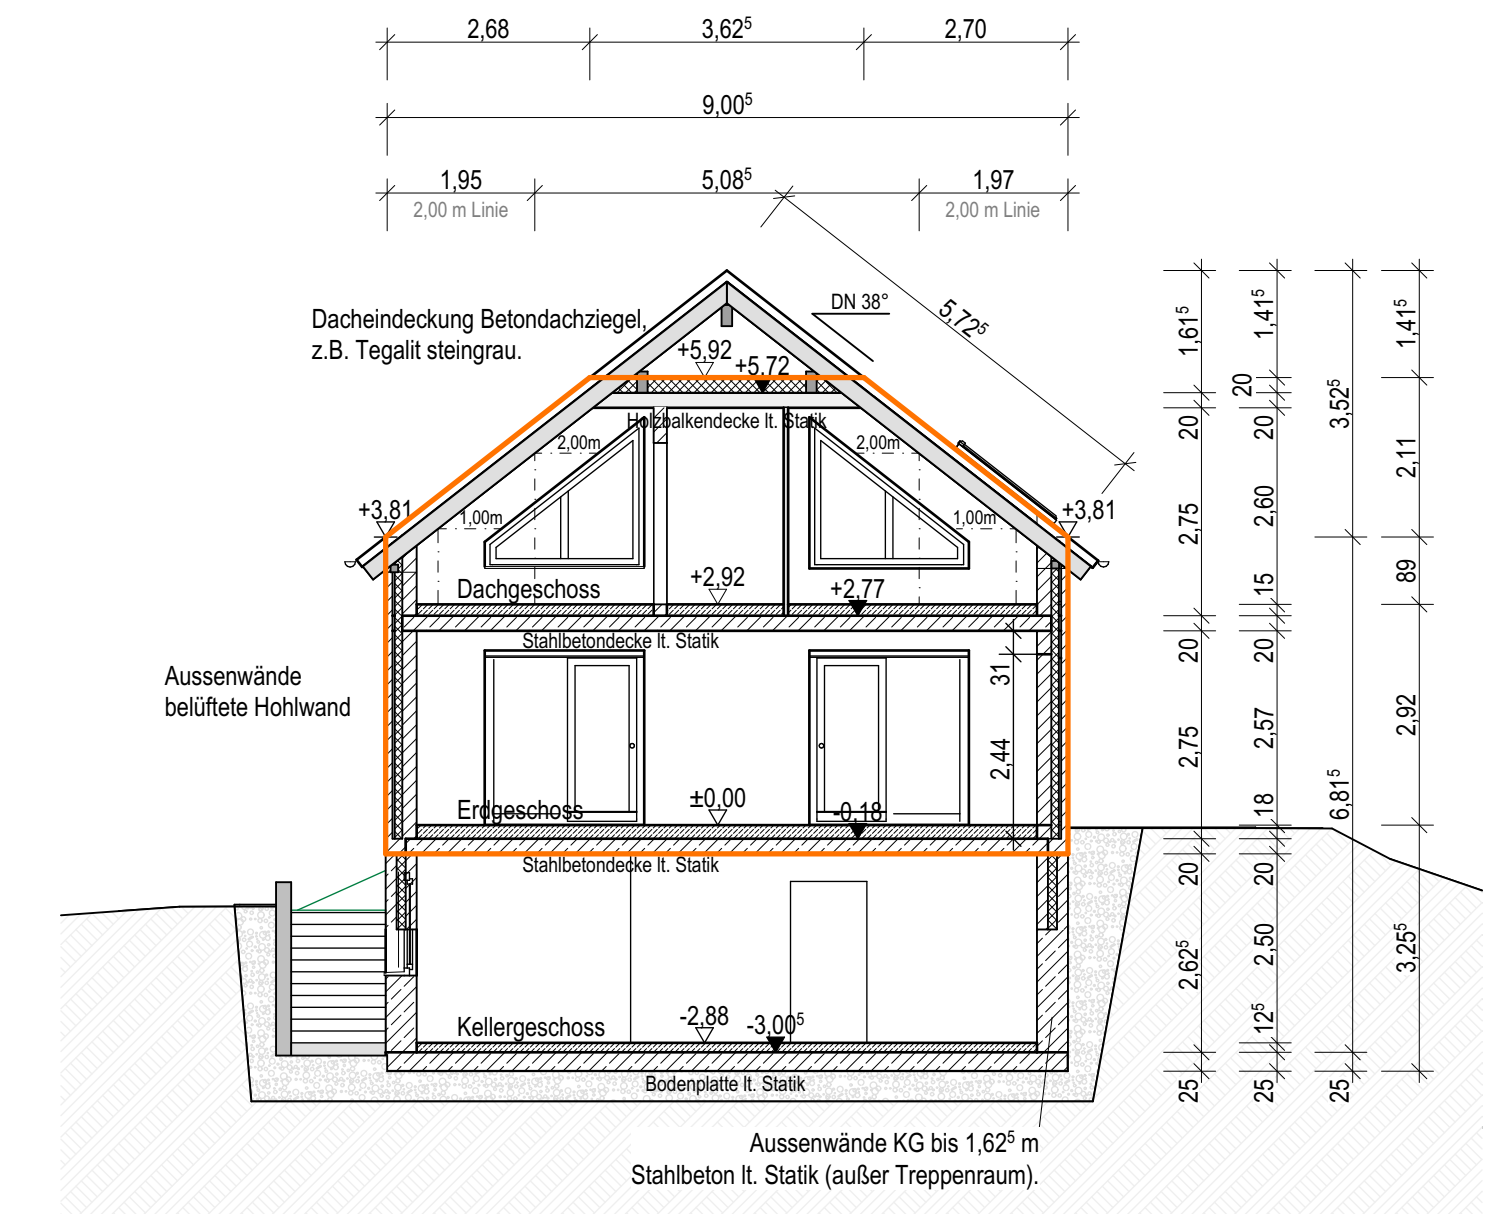 2,68 3,62⁵ 2,70
9,00⁵
1,95 5,08⁵ 1,97
2,00 m Linie 2,00 m Linie
DN 38°
5,72⁵
Dacheindeckung Betondachziegel,
z.B. Tegalit steingrau.
+5,92
+5,72
Holzbalkendecke lt. Statik
2,00m 2,00m
+3,81 +3,81
1,00m 1,00m
Dachgeschoss
+2,92
+2,77
Stahlbetondecke lt. Statik
Aussenwände
belüftete Hohlwand
31
2,44
Erdgeschoss
±0,00
-0,18
Stahlbetondecke lt. Statik
Kellergeschoss
-2,88
-3,00⁵
Bodenplatte lt. Statik
Aussenwände KG bis 1,62⁵ m
Stahlbeton lt. Statik (außer Treppenraum).
1,61⁵
20
2,75
20
2,75
20
2,62⁵
25
1,41⁵
20
20
2,60
15
20
2,57
18
20
2,50
12⁵
25
3,52⁵
6,81⁵
25
1,41⁵
2,11
89
2,92
3,25⁵